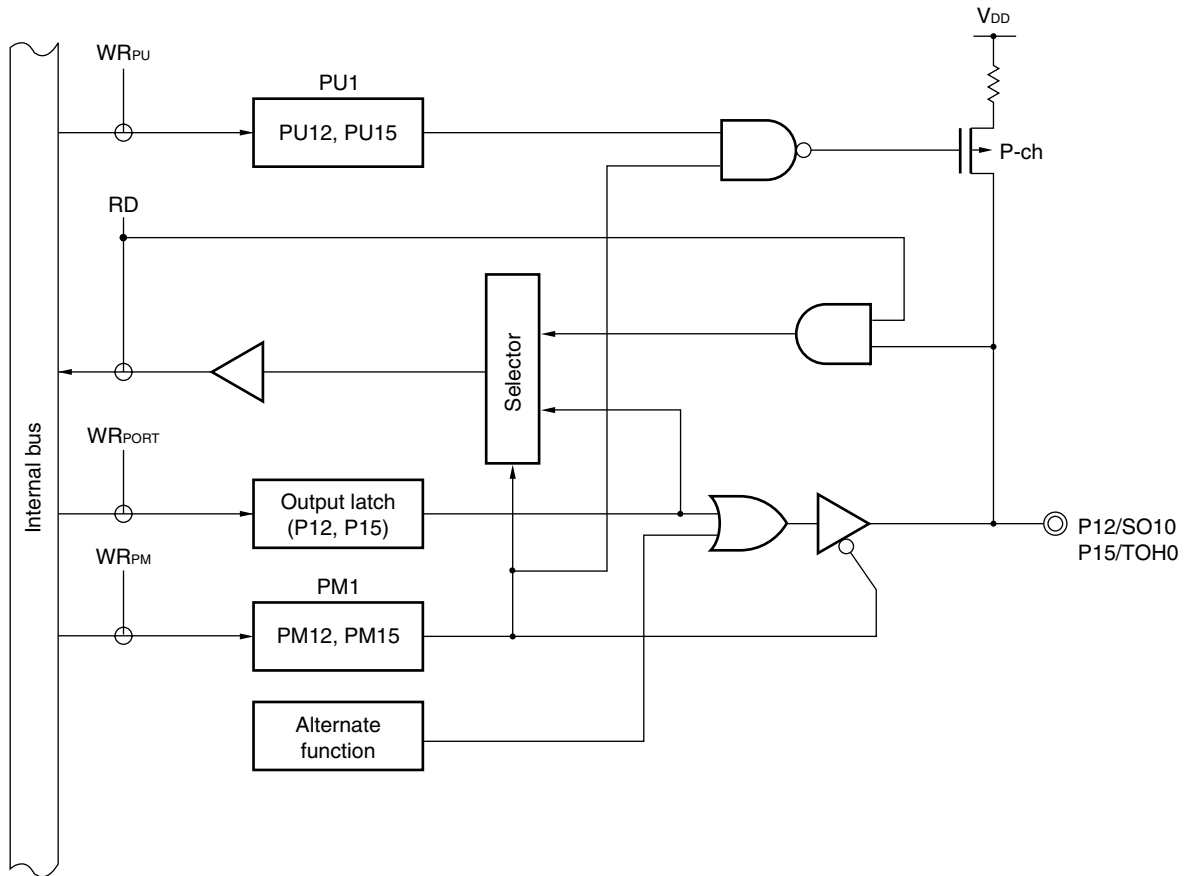 VDD
WRPU
PU1
PU12, PU15
P-ch
RD
Selector
Internal bus
WRPORT
Output latch
(P12, P15)
P12/SO10
P15/TOH0
WRPM
PM1
PM12, PM15
Alternate
function